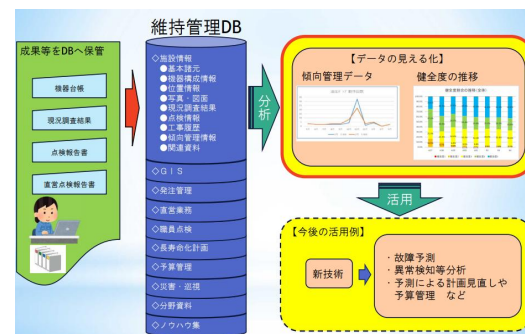 維持管理DB
成果等をDBへ保管
機器台帳
現況調査結果
点検報告書
直営点検報告書
◇施設情報
●基本諸元
●機器構成情報
●位置情報
●写真・図面
●現況調査結果
●点検情報
●工事履歴
●傾向管理情報
●関連資料
◇GIS
◇発注管理
◇直営業務
◇職員点検
◇長寿命化計画
◇予算管理
◇災害・巡視
◇分野資料
◇ノウハウ集
分析
【データの見える化】
傾向管理データ
健全度の推移
活用
【今後の活用例】
新技術
・故障予測
・異常検知等分析
・予測による計画見直しや
予算管理 など